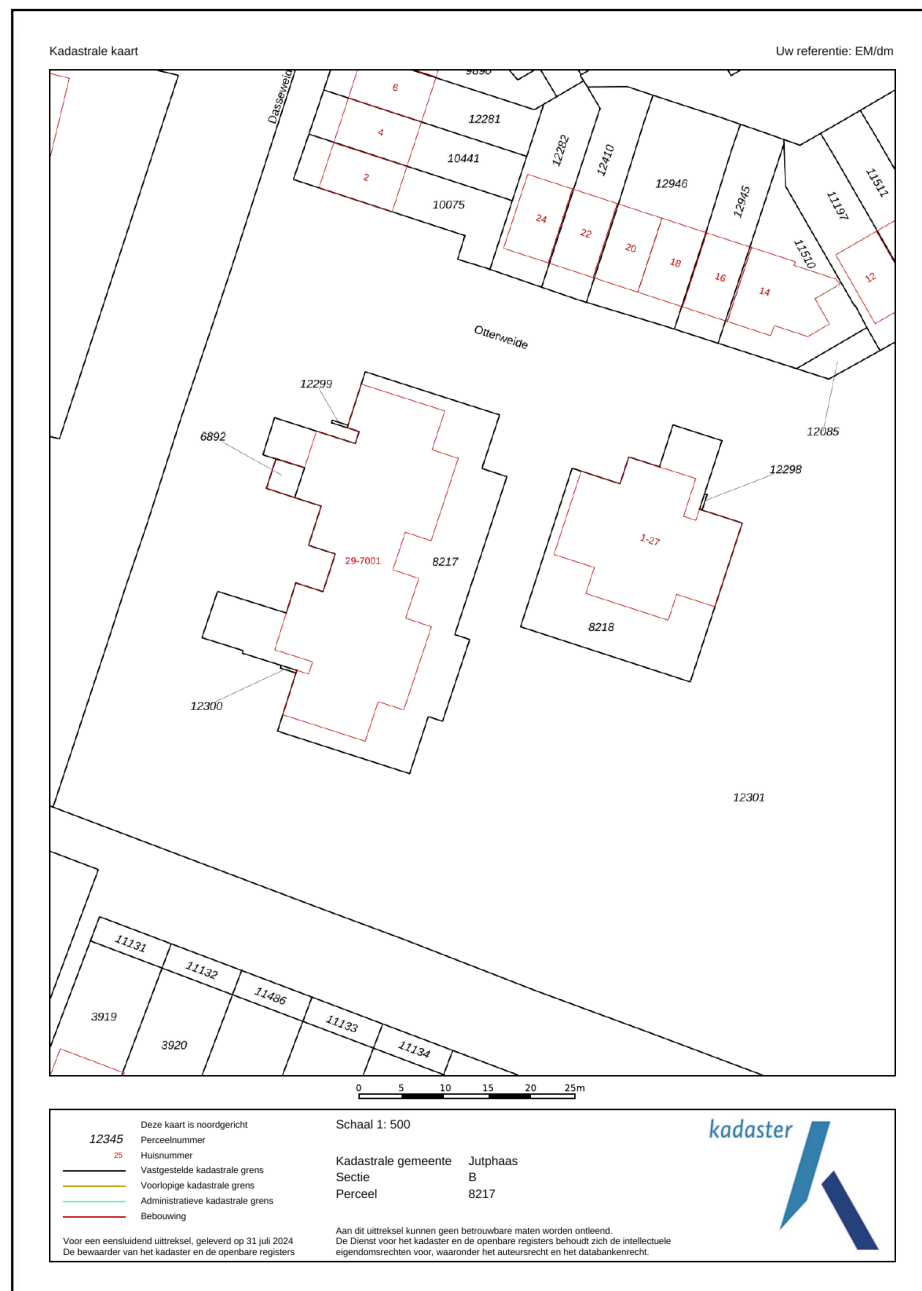 Kadastrale kaart
Uw referentie: EM/dm
Dasseweid
9890
6
12281
4
10441
2
10075
12282
12410
12946
12945
11511
11197
11510
24
22
20
18
16
14
12
Otterweide
12299
6892
12085
12298
29-7001
8217
1-27
8218
12300
12301
11131
11132
11486
11133
11134
3919
3920
0 5 10 15 20 25m
Deze kaart is noordgericht
12345 Perceelnummer
25 Huisnummer
Vastgestelde kadastrale grens
Voorlopige kadastrale grens
Administratieve kadastrale grens
Bebouwing
Voor een eensluidend uittreksel, geleverd op 31 juli 2024
De bewaarder van het kadaster en de openbare registers
Schaal 1: 500
Kadastrale gemeente Jutphaas
Sectie B
Perceel 8217
Aan dit uittreksel kunnen geen betrouwbare maten worden ontleend.
De Dienst voor het kadaster en de openbare registers behoudt zich de intellectuele
eigendomsrechten voor, waaronder het auteursrecht en het databankenrecht.
kadaster